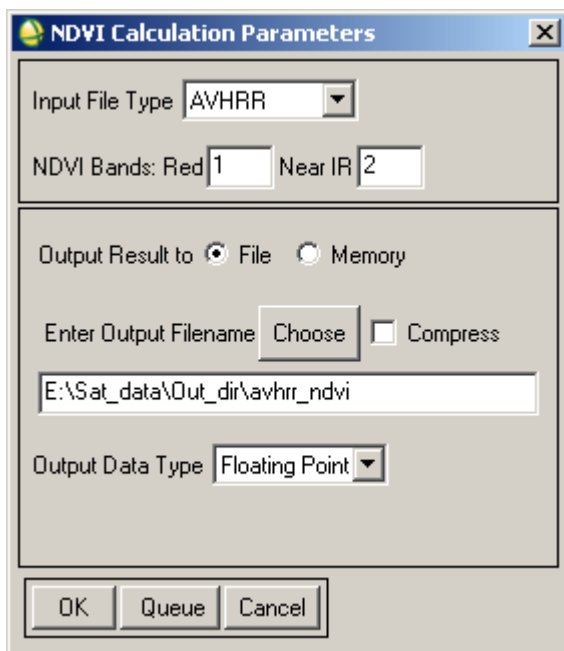 NDVI Calculation Parameters
Input File Type AVHRR
NDVI Bands: Red 1 Near IR 2
Output Result to File Memory
Enter Output Filename Choose Compress
E:\Sat_data\Out_dir\avhrr_ndvi
Output Data Type Floating Point
OK Queue Cancel